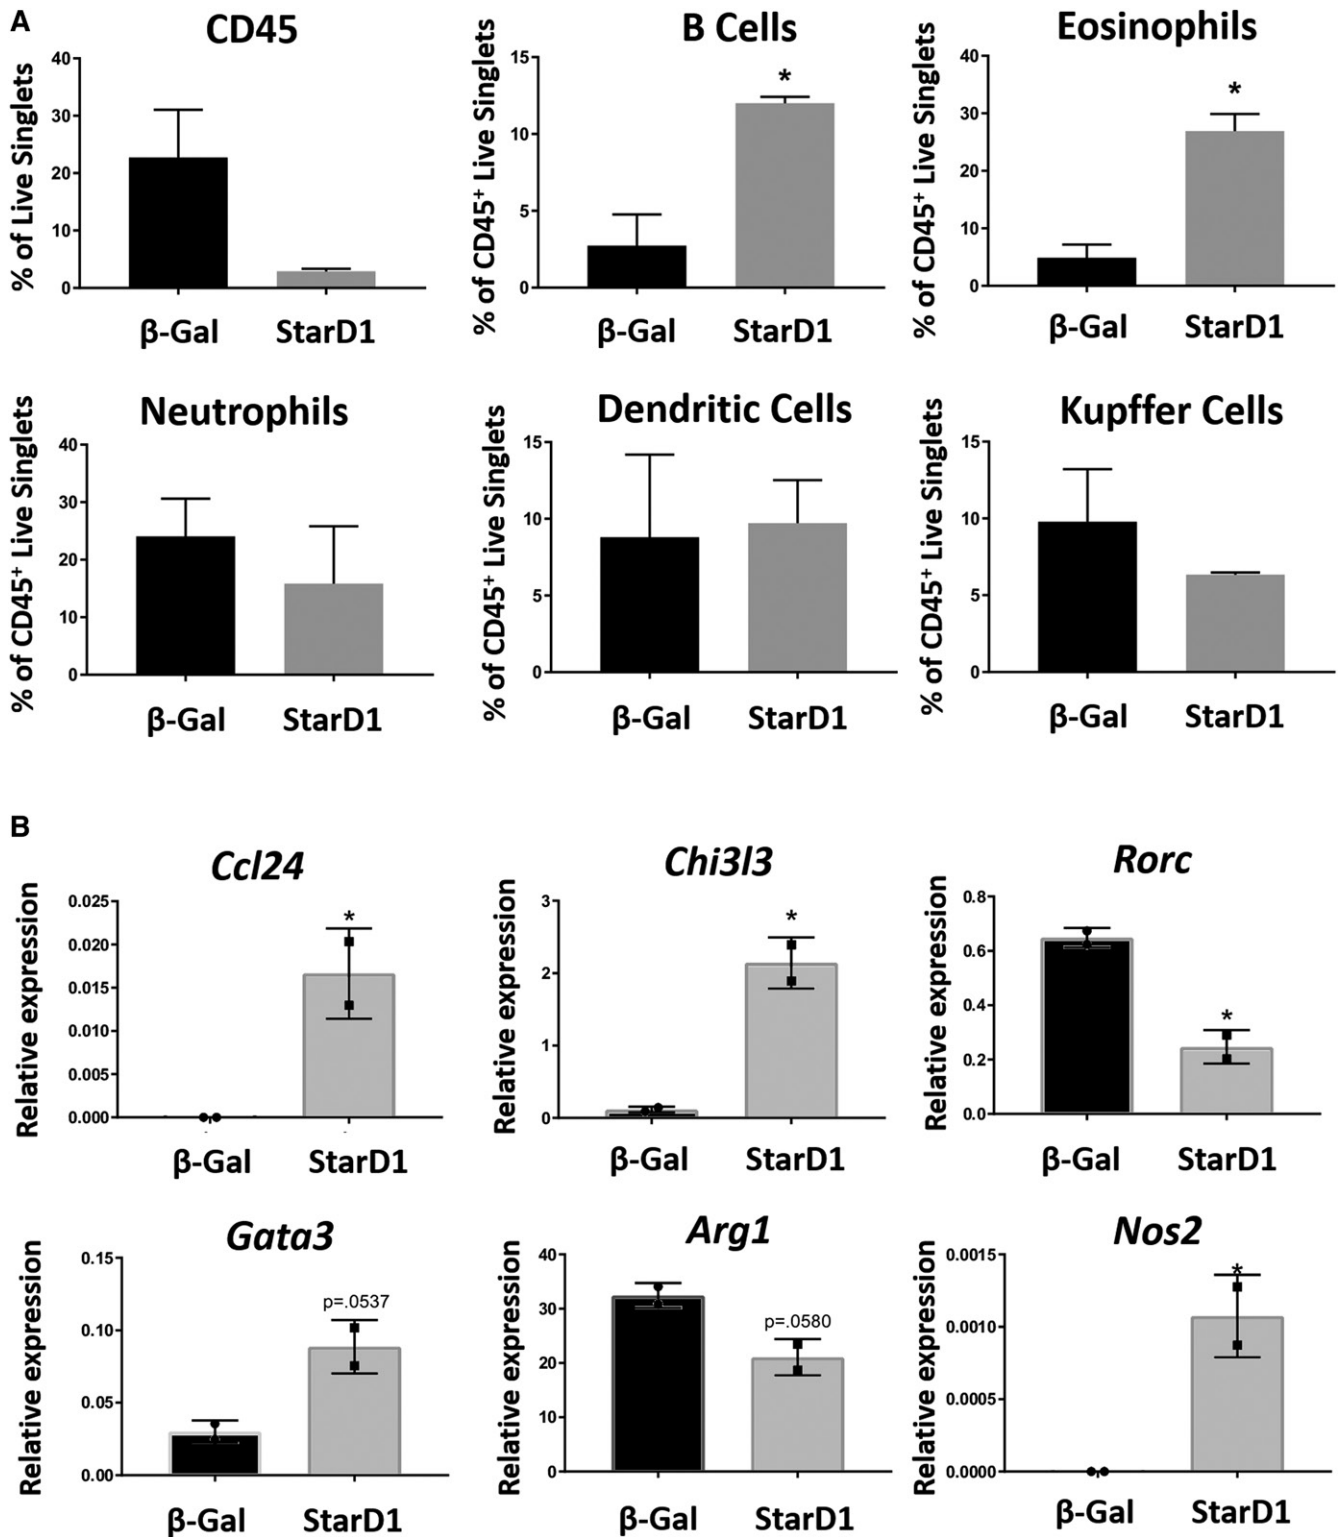 A
CD45
% of Live Singlets
40
30
20
10
0
β-Gal
StarD1
B Cells
% of CD45⁺ Live Singlets
15
10
5
0
*
β-Gal
StarD1
Eosinophils
% of CD45⁺ Live Singlets
40
30
20
10
0
*
β-Gal
StarD1
Neutrophils
% of CD45⁺ Live Singlets
40
30
20
10
0
β-Gal
StarD1
Dendritic Cells
% of CD45⁺ Live Singlets
15
10
5
0
β-Gal
StarD1
Kupffer Cells
% of CD45⁺ Live Singlets
15
10
5
0
β-Gal
StarD1
B
Ccl24
Relative expression
0.025
0.020
0.015
0.010
0.005
0.000
*
β-Gal
StarD1
Chi3l3
Relative expression
3
2
1
0
*
β-Gal
StarD1
Rorc
Relative expression
0.8
0.6
0.4
0.2
0.0
*
β-Gal
StarD1
Gata3
Relative expression
0.15
0.10
0.05
0.00
p=.0537
β-Gal
StarD1
Arg1
Relative expression
40
30
20
10
0
p=.0580
β-Gal
StarD1
Nos2
Relative expression
0.0015
0.0010
0.0005
0.0000
*
β-Gal
StarD1